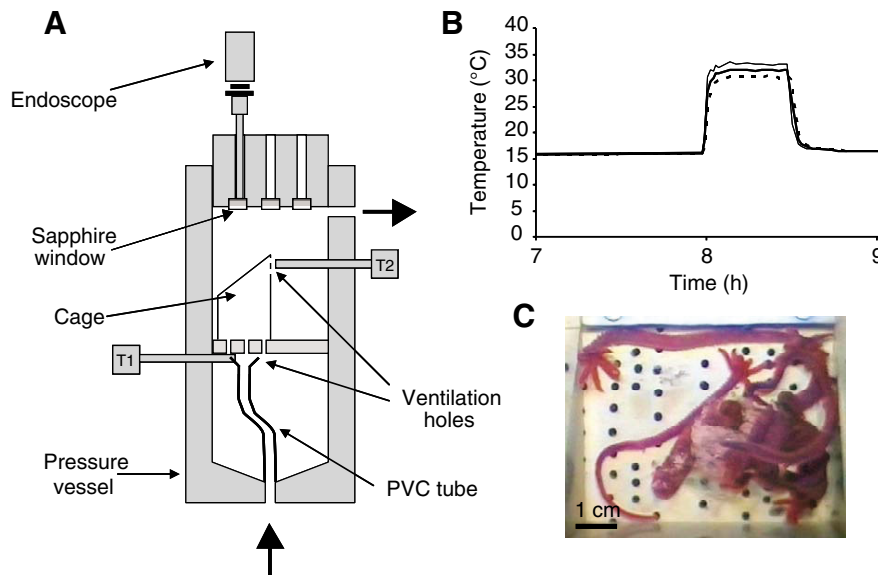 A
Endoscope
Sapphire
window
Cage
T1
T2
Ventilation
holes
Pressure
vessel
PVC tube
B
Temperature (°C)
40
35
30
25
20
15
10
5
0
7
8
9
Time (h)
C
1 cm